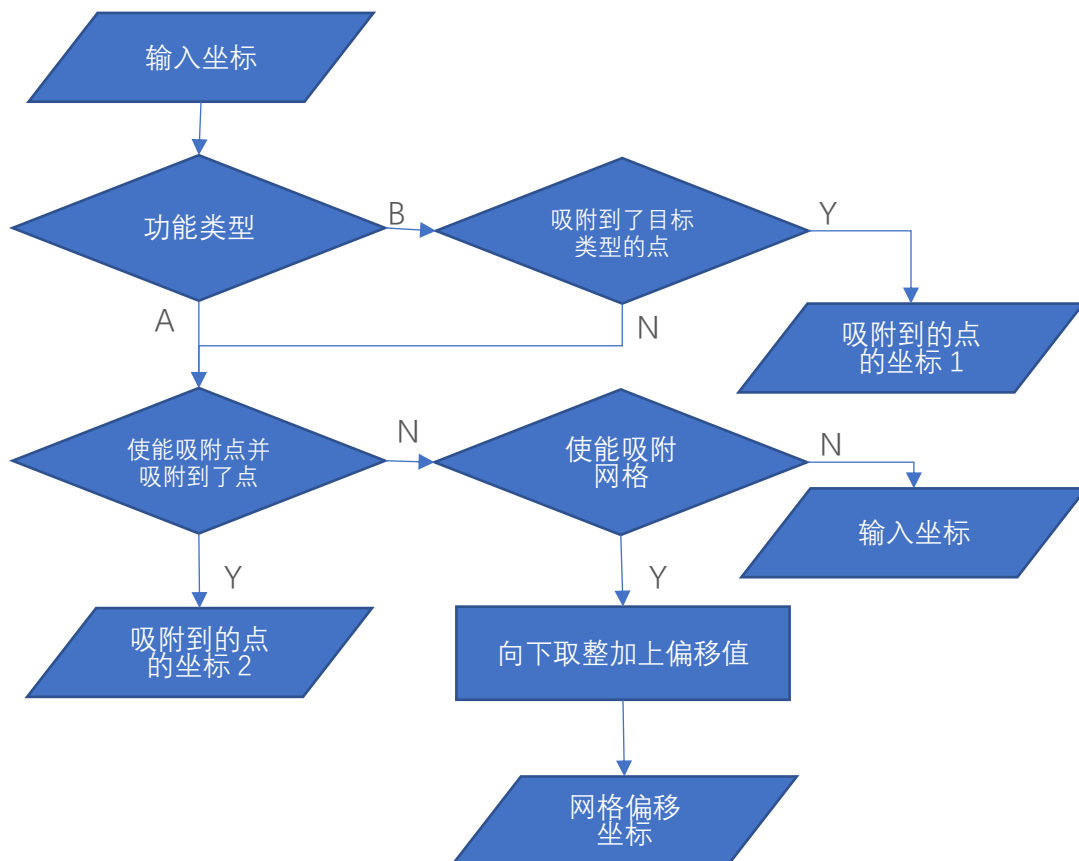 输入坐标
功能类型
B
吸附到了目标
类型的点
Y
A
N
吸附到的点
的坐标 1
使能吸附点并
吸附到了点
N
使能吸附
网格
N
输入坐标
Y
Y
吸附到的点
的坐标 2
向下取整加上偏移值
网格偏移
坐标